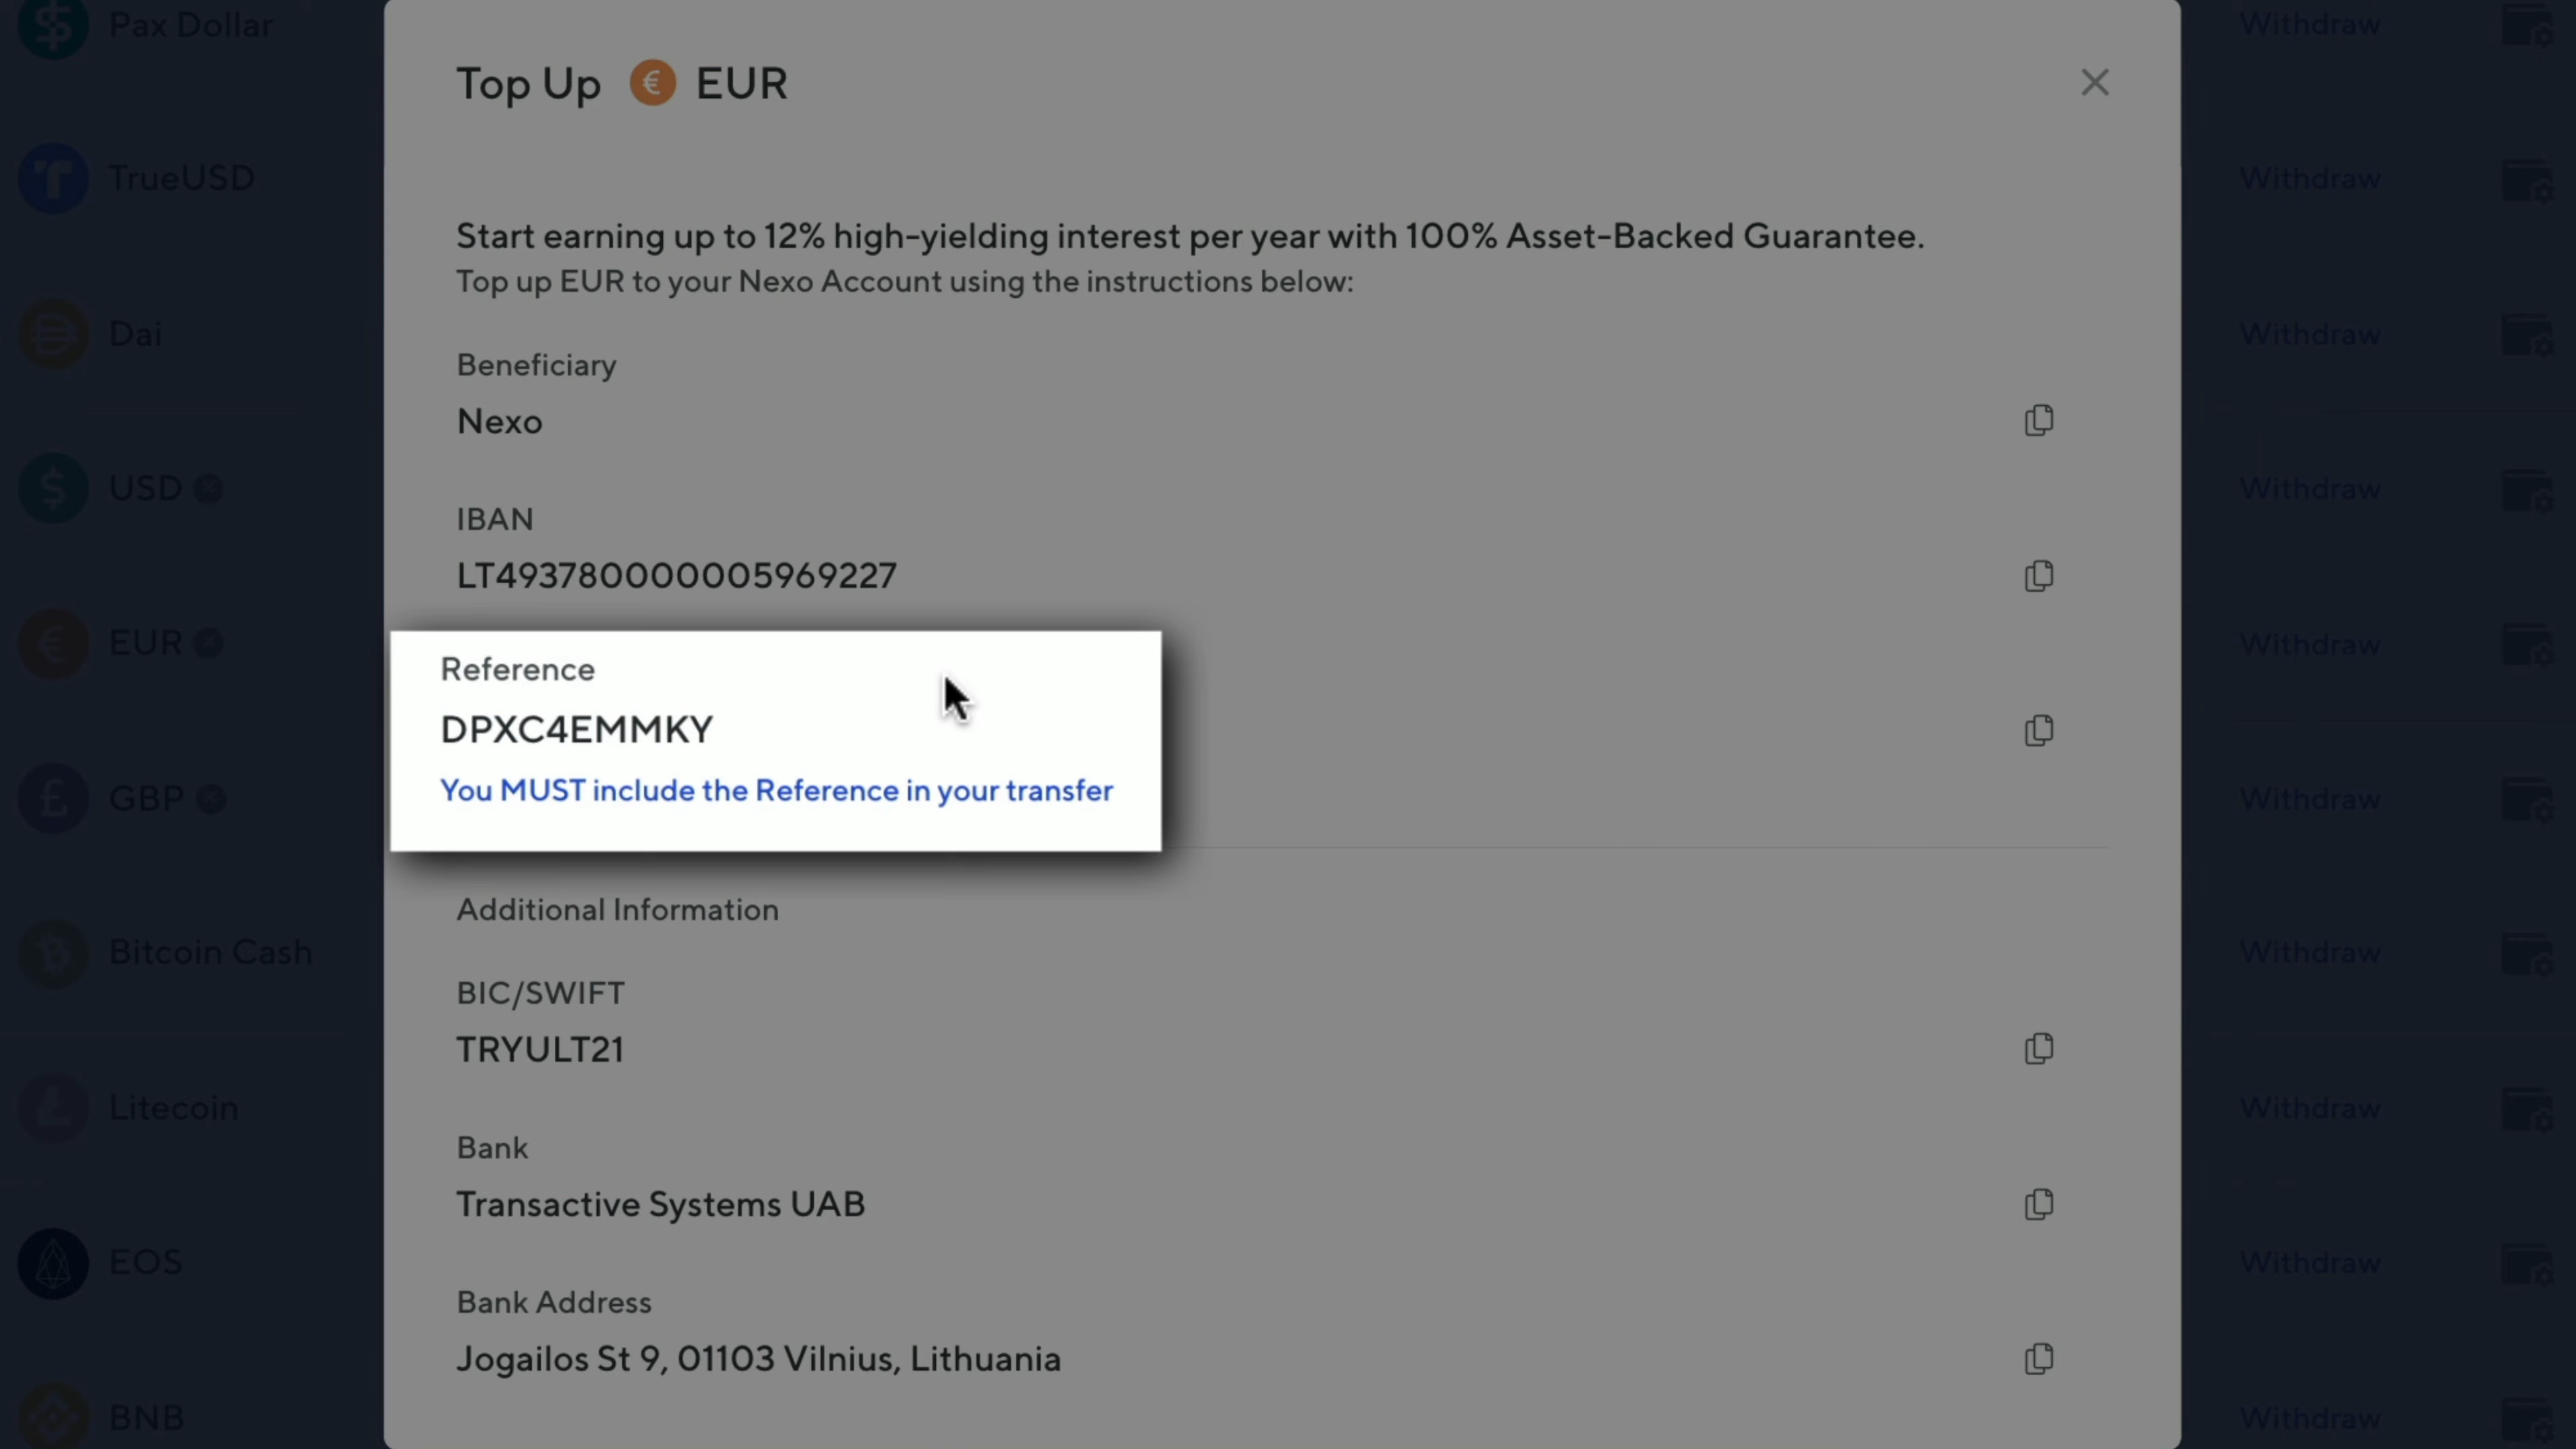 Pax Dollar
Withdraw
TrueUSD
Withdraw
Dai
Withdraw
USD
Withdraw
EUR
Withdraw
GBP
Withdraw
Bitcoin Cash
Withdraw
Litecoin
Withdraw
EOS
Withdraw
BNB
Withdraw
Top Up € EUR
Start earning up to 12% high-yielding interest per year with 100% Asset-Backed Guarantee.
Top up EUR to your Nexo Account using the instructions below:
Beneficiary
Nexo
IBAN
LT493780000005969227
Reference
DPXC4EMMKY
You MUST include the Reference in your transfer
Additional Information
BIC/SWIFT
TRYULT21
Bank
Transactive Systems UAB
Bank Address
Jogailos St 9, 01103 Vilnius, Lithuania